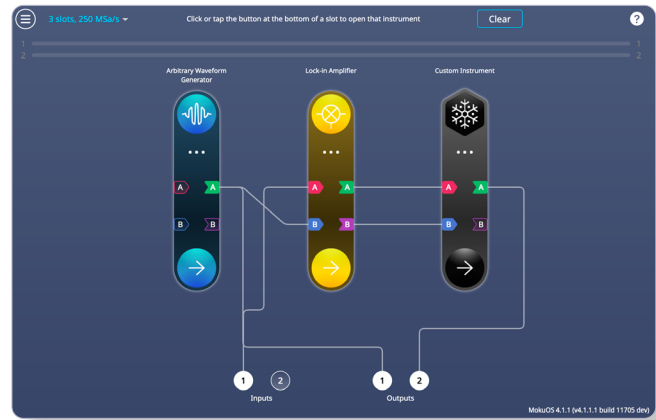 3 slots, 250 MSa/s
Click or tap the button at the bottom of a slot to open that instrument
Clear
?
1 1
2 2
Arbitrary Waveform
Generator
Lock-in Amplifier
Custom Instrument
A A A A A A
B B B B B B
1 2 1 2
Inputs Outputs
MokuOS 4.1.1 (v4.1.1.1 build 11705 dev)